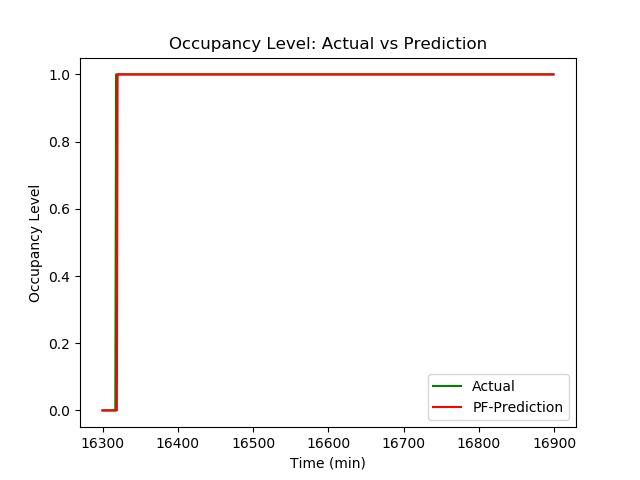 Occupancy Level: Actual vs Prediction
1.0
0.8
0.6
0.4
0.2
0.0
Occupancy Level
Actual
PF-Prediction
16300 16400 16500 16600 16700 16800 16900
Time (min)